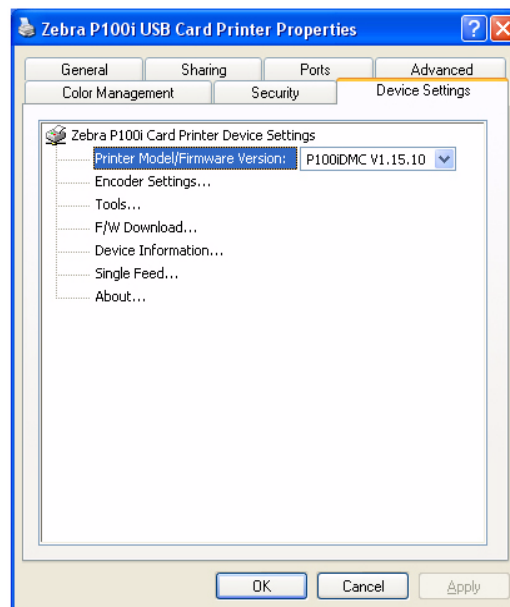 Zebra P100i USB Card Printer Properties
General Sharing Ports Advanced
Color Management Security Device Settings
Zebra P100i Card Printer Device Settings
Printer Model/Firmware Version: P100iDMC V1.15.10
Encoder Settings...
Tools...
F/W Download...
Device Information...
Single Feed...
About...
OK Cancel Apply